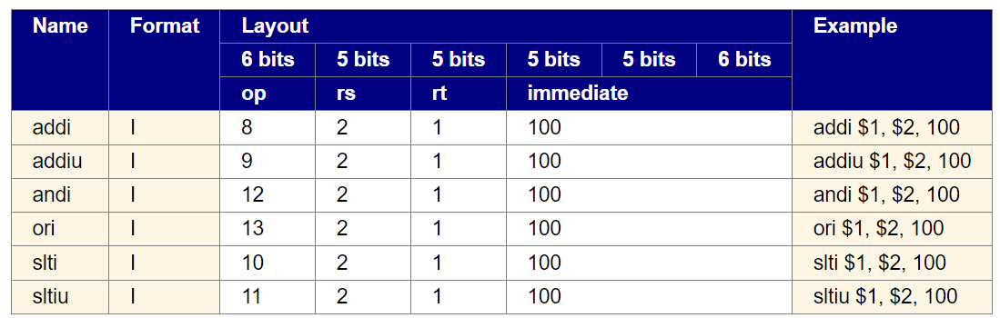 Name Format Layout Example
6 bits 5 bits 5 bits 5 bits 5 bits 6 bits
op rs rt immediate
addi I 8 2 1 100 addi $1, $2, 100
addiu I 9 2 1 100 addiu $1, $2, 100
andi I 12 2 1 100 andi $1, $2, 100
ori I 13 2 1 100 ori $1, $2, 100
slti I 10 2 1 100 slti $1, $2, 100
sltiu I 11 2 1 100 sltiu $1, $2, 100